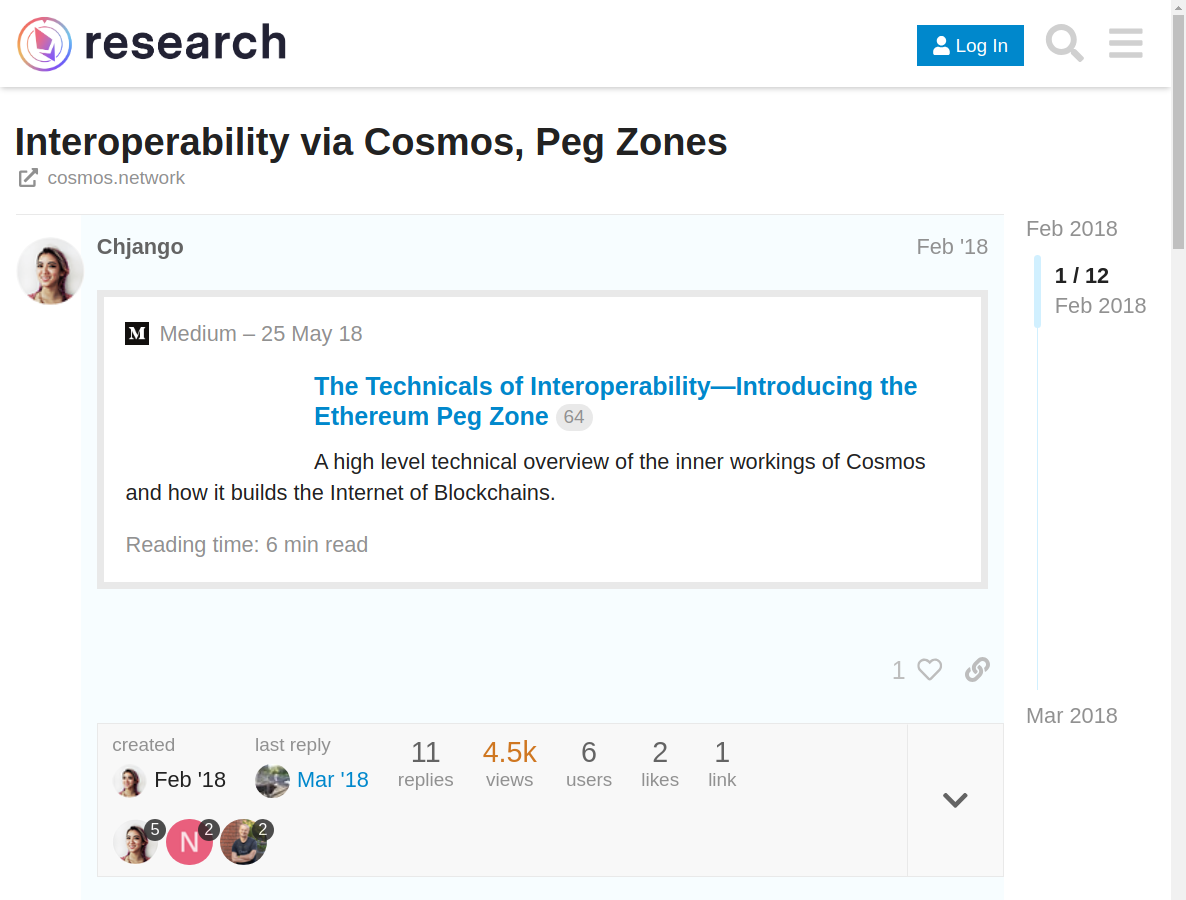 research
Log In
Interoperability via Cosmos, Peg Zones
cosmos.network
Chjango
Feb '18
M Medium – 25 May 18
The Technicals of Interoperability—Introducing the
Ethereum Peg Zone 64
A high level technical overview of the inner workings of Cosmos
and how it builds the Internet of Blockchains.
Reading time: 6 min read
1
created
Feb '18
last reply
Mar '18
11
replies
4.5k
views
6
users
2
likes
1
link
5
N 2
2
Feb 2018
1 / 12
Feb 2018
Mar 2018